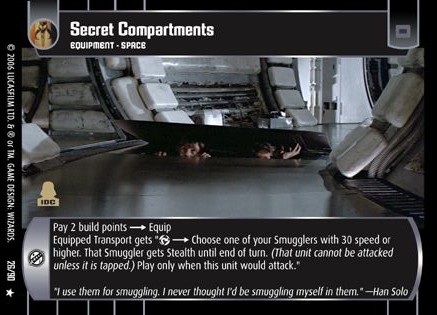 Secret Compartments
EQUIPMENT - SPACE
© 2006 LUCASFILM LTD. & ® or TM. GAME DESIGN: WIZARDS.
26/90
IDC
Pay 2 build points → Equip
Equipped Transport gets " → Choose one of your Smugglers with 30 speed or
higher. That Smuggler gets Stealth until end of turn. (That unit cannot be attacked
unless it is tapped.) Play only when this unit would attack."
"I use them for smuggling. I never thought I'd be smuggling myself in them." —Han Solo